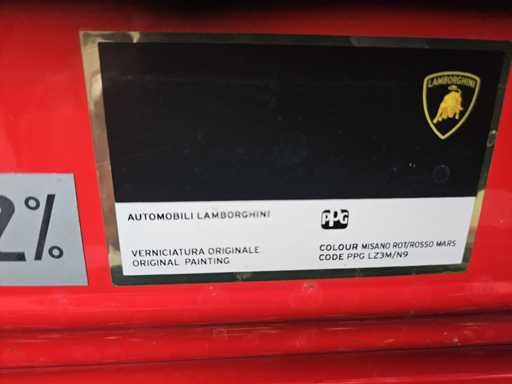 LAMBORGHINI
2%
AUTOMOBILI LAMBORGHINI
PPG
VERNICIATURA ORIGINALE
ORIGINAL PAINTING
COLOUR MISANO ROT/ROSSO MARS
CODE PPG LZ3M/N9